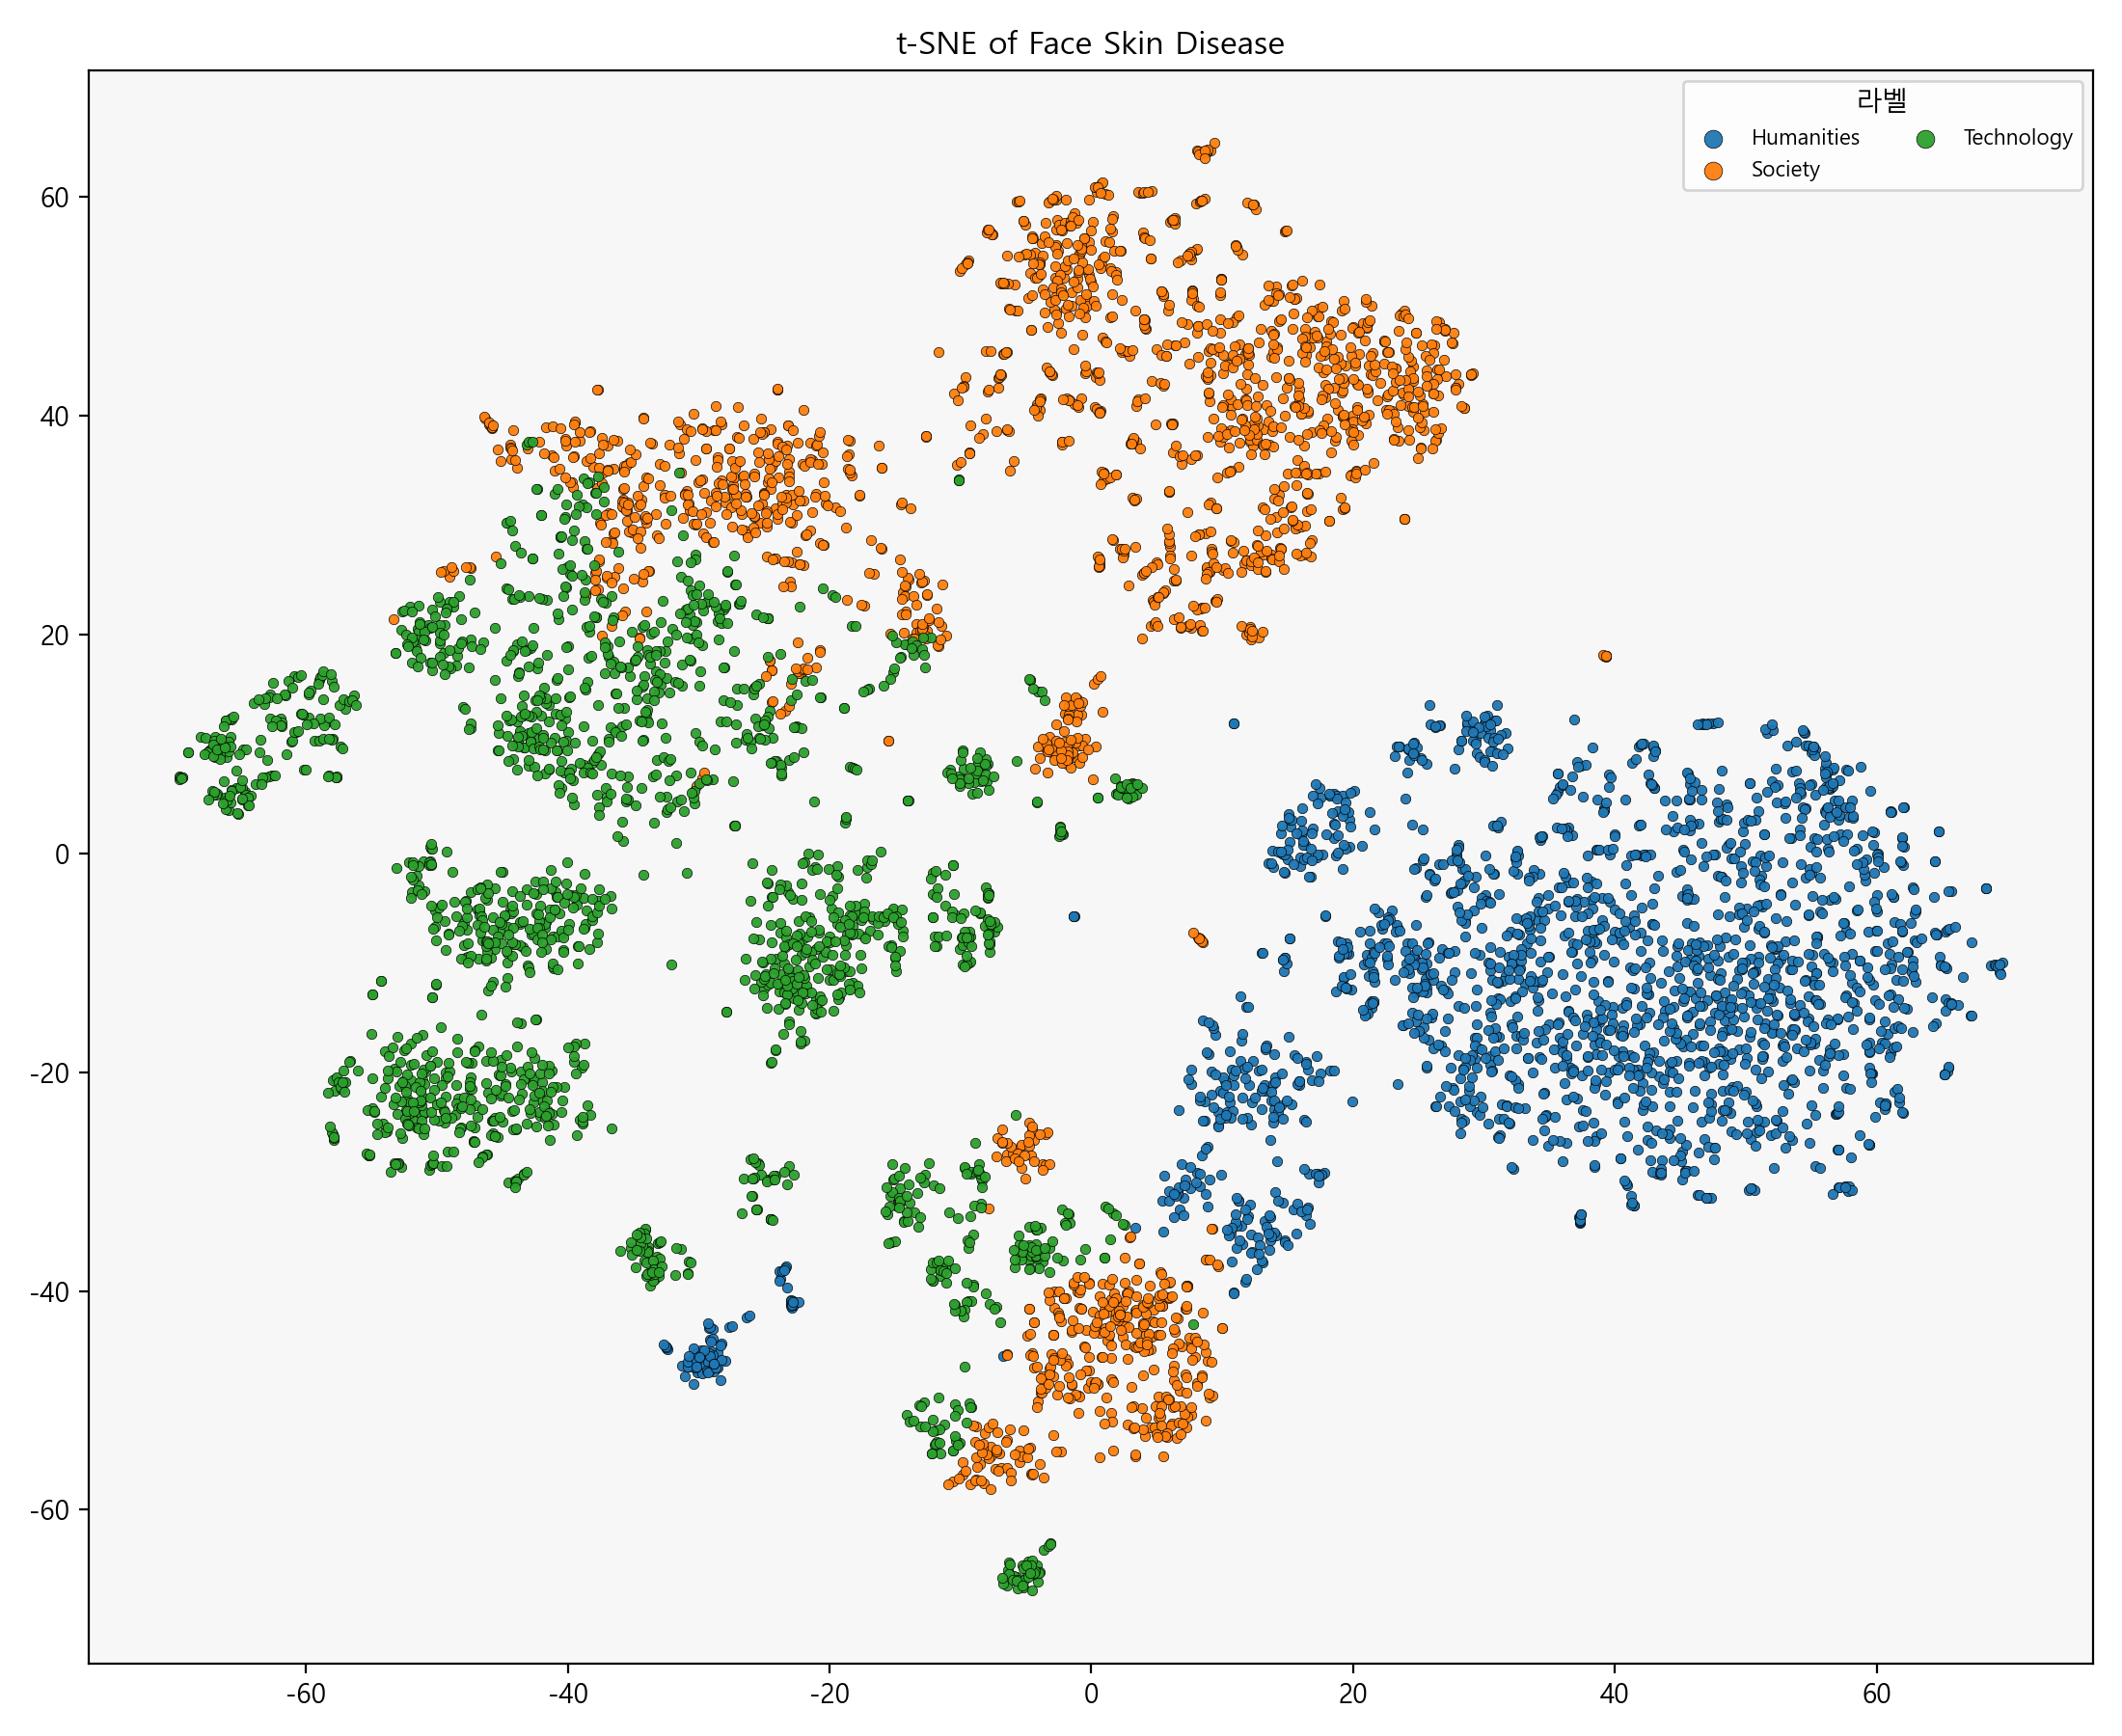 t-SNE of Face Skin Disease
라벨
Humanities
Society
Technology
60
40
20
0
-20
-40
-60
-60 -40 -20 0 20 40 60